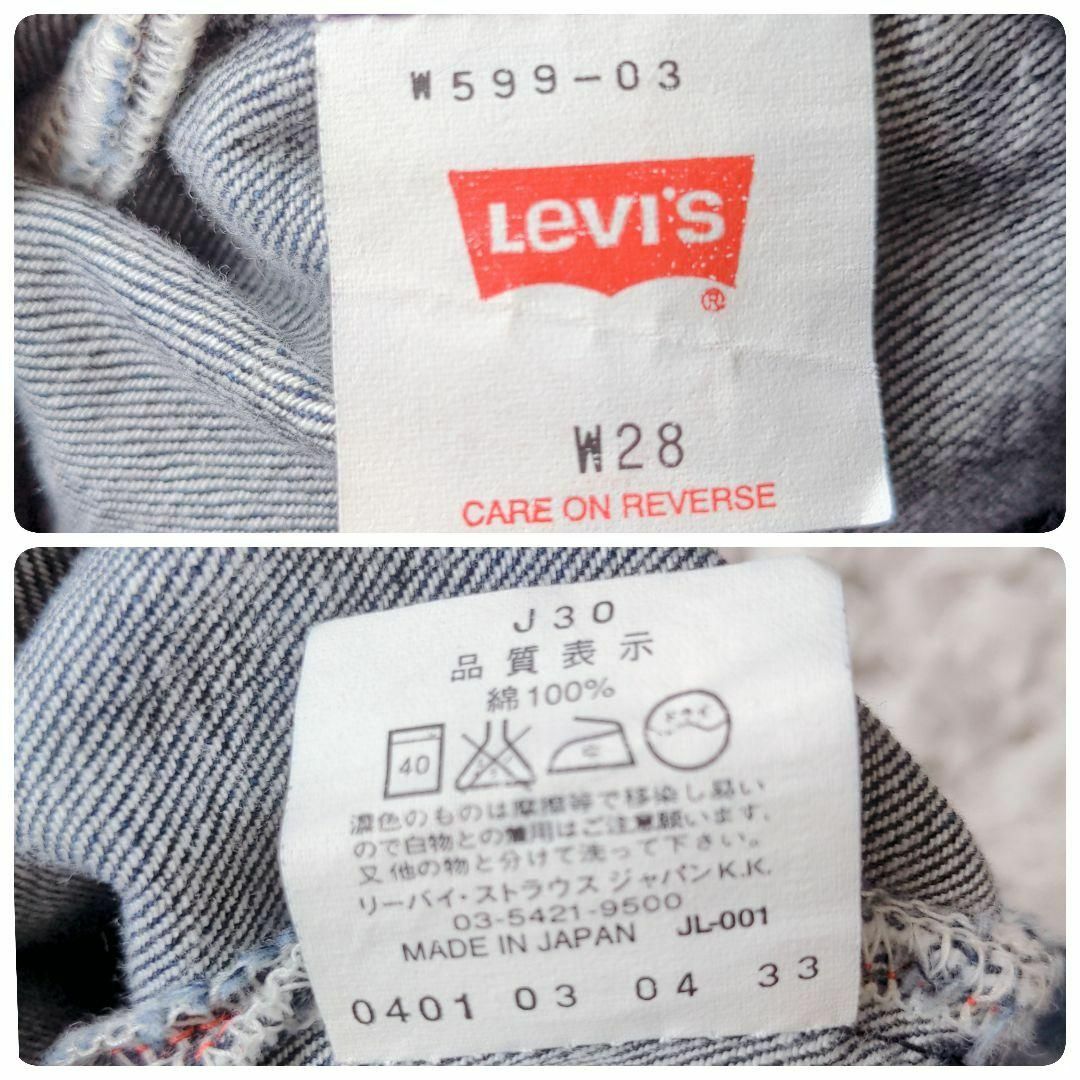 W599-03
LEVI'S
®
W28
CARE ON REVERSE
J30
品質表示
綿100%
40 中 ドライ
濃色のものは摩擦等で移染し易い
ので白物との着用はご注意願います。
又他の物と分けて洗って下さい。
リーバイ・ストラウス ジャパンK.K.
03-5421-9500
MADE IN JAPAN JL-001
0401 03 04 33